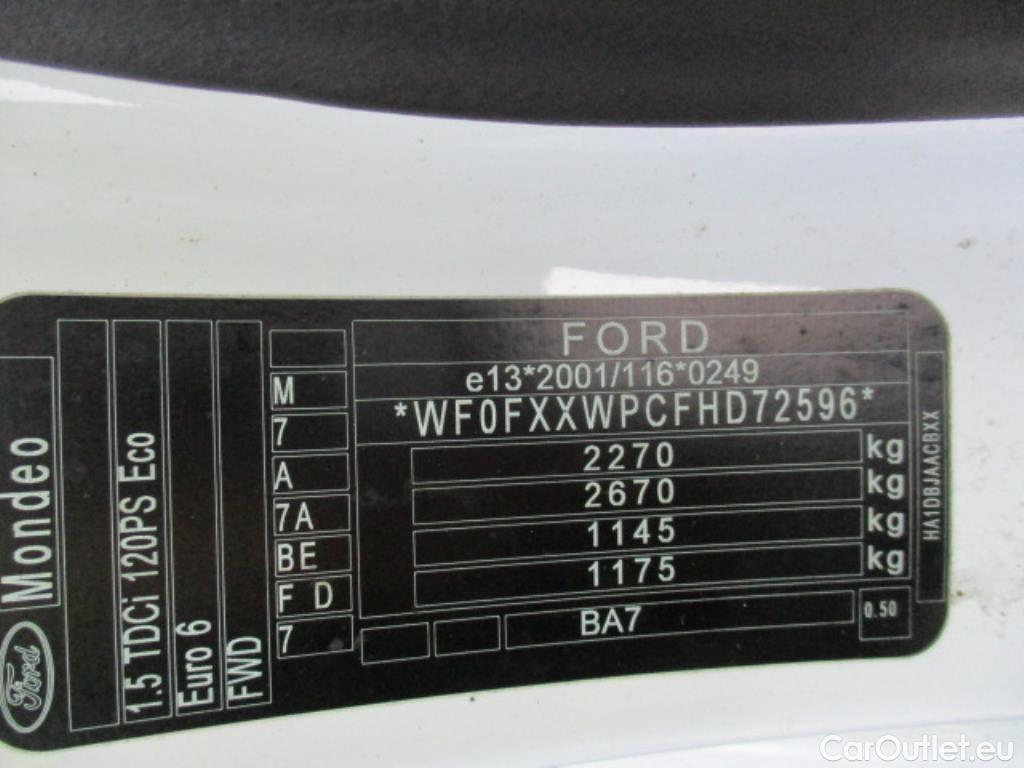 FORD
e13*2001/116*0249
*WF0FXXWPCFHD72596*
2270 kg
2670 kg
1145 kg
1175 kg
BA7
0.50
M
7
A
7A
BE
F D
7
FWD
Euro 6
1.5 TDCi 120PS Eco
Mondeo
Ford
HA1DBJAACBXX
CarOutlet.eu